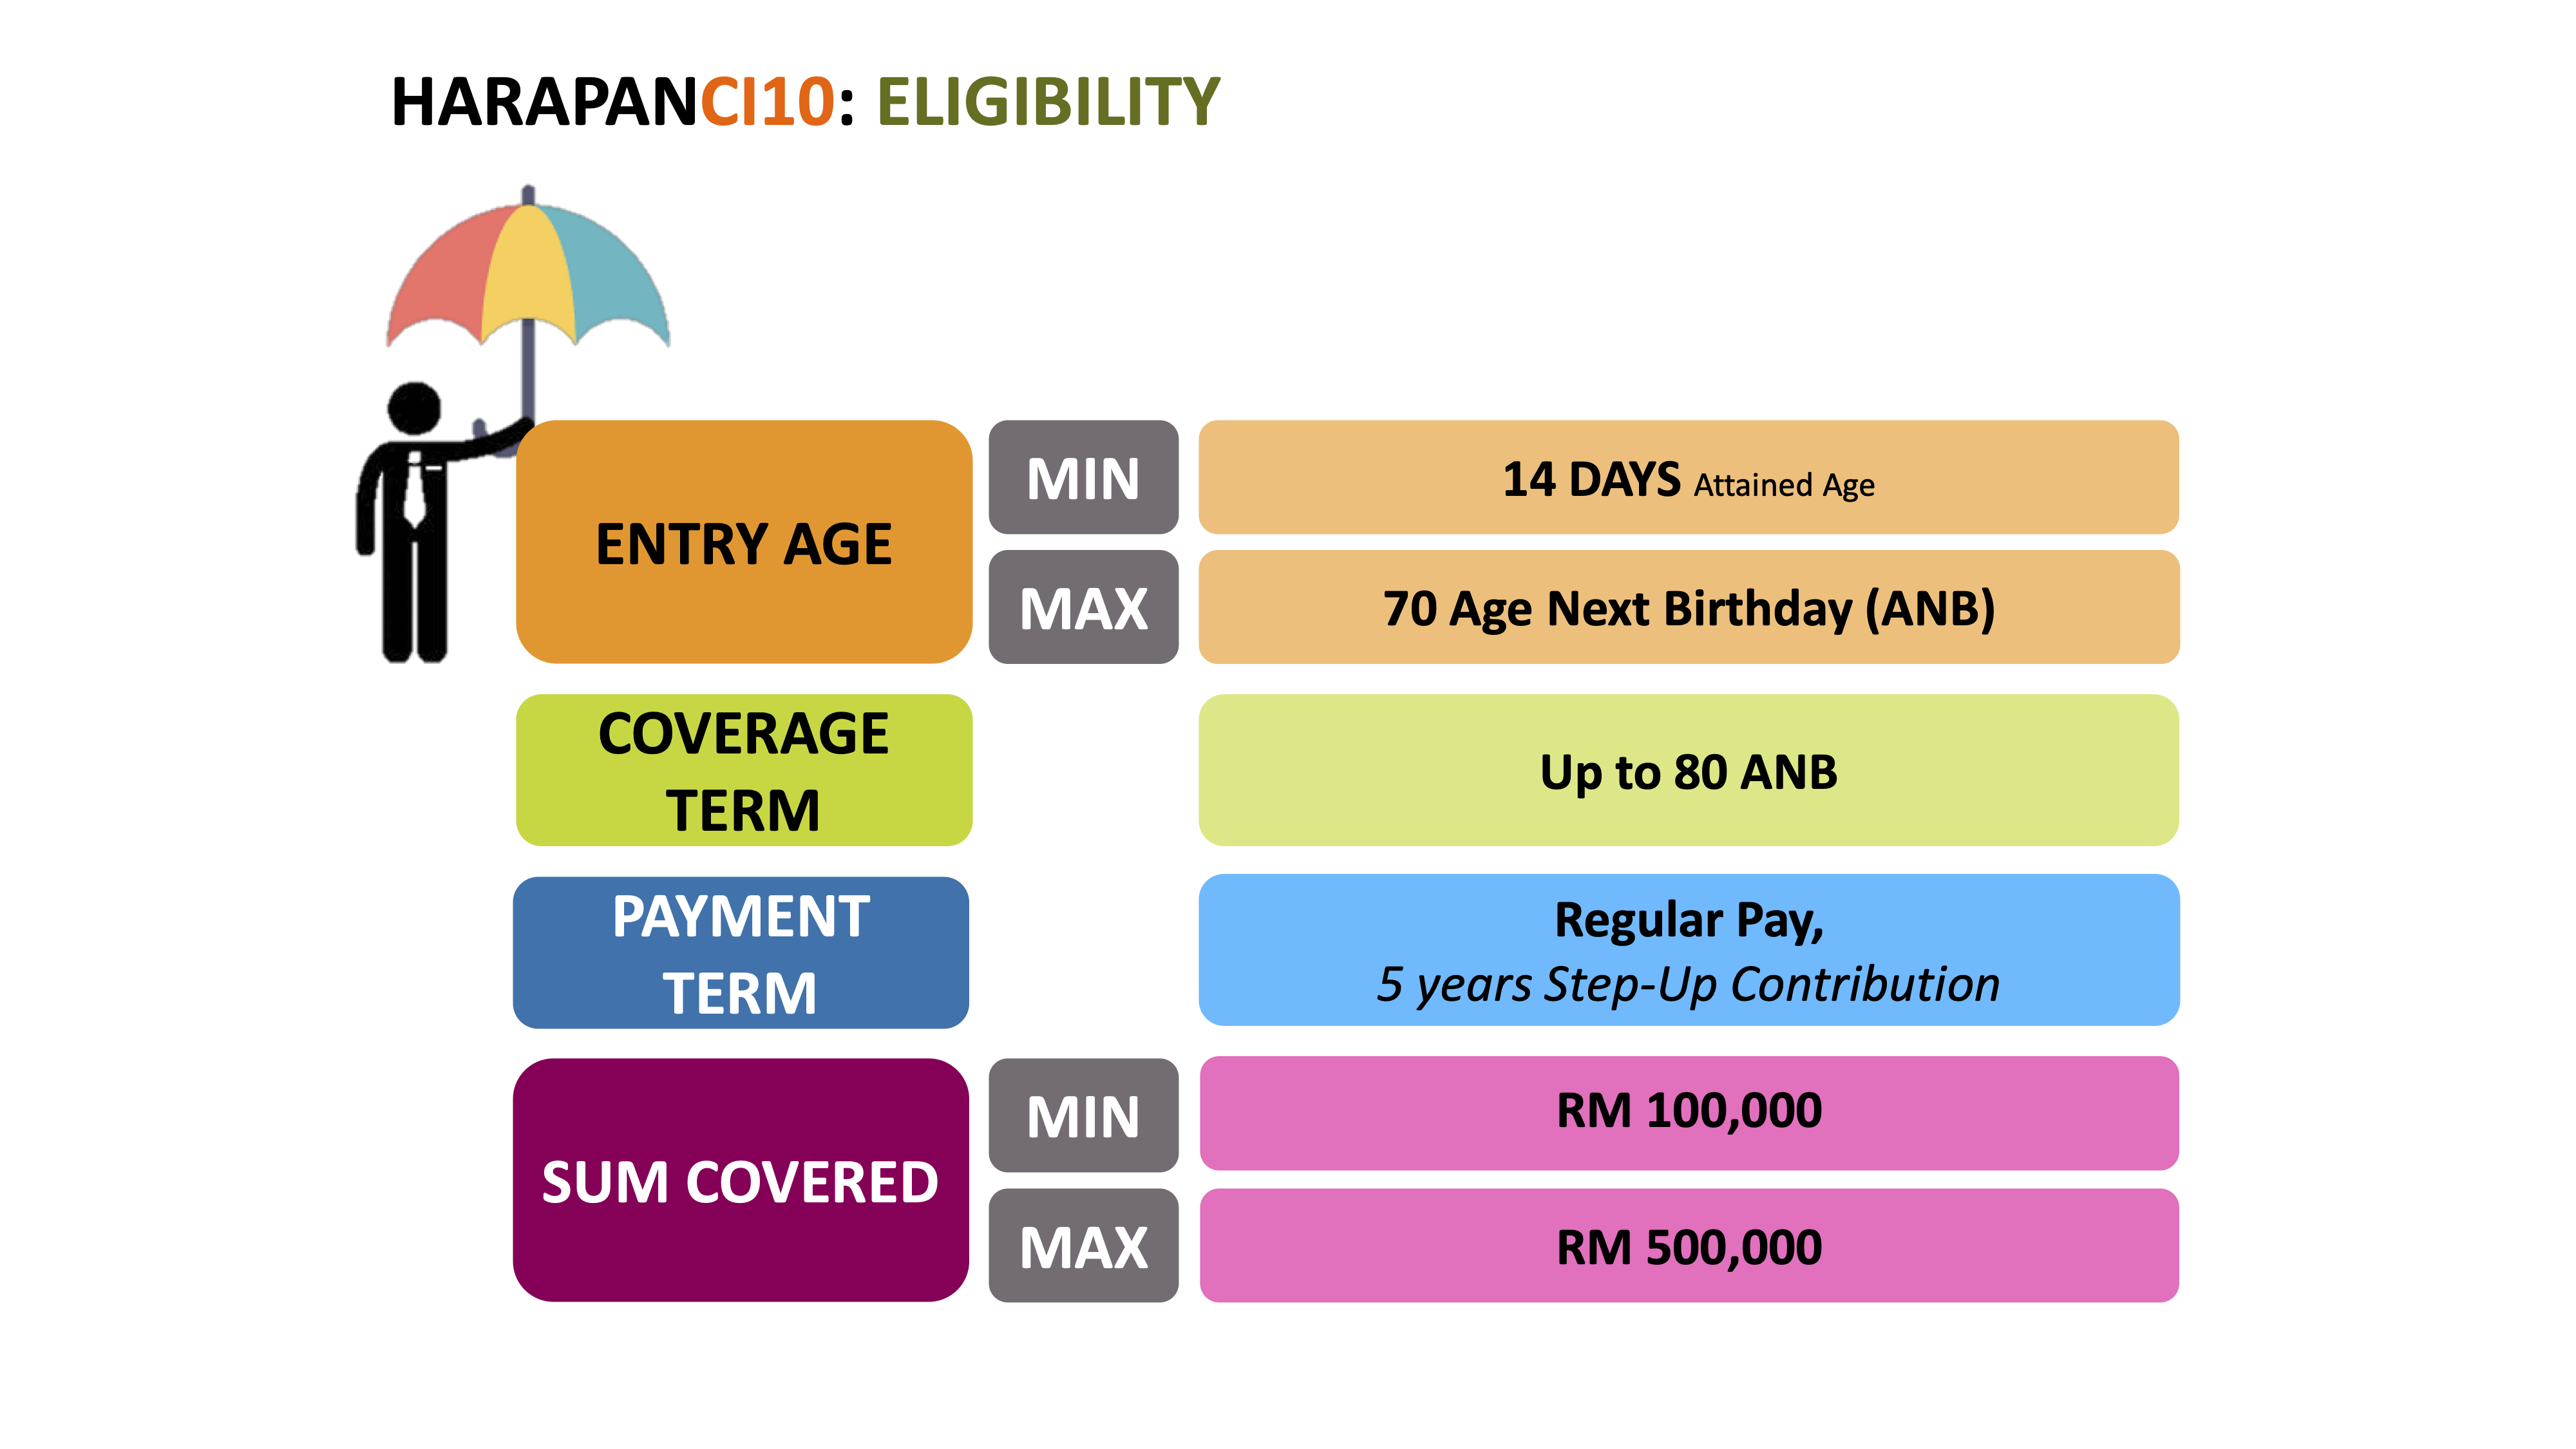 HARAPANCI10: ELIGIBILITY
ENTRY AGE
MIN
14 DAYS Attained Age
MAX
70 Age Next Birthday (ANB)
COVERAGE
TERM
Up to 80 ANB
PAYMENT
TERM
Regular Pay,
5 years Step-Up Contribution
SUM COVERED
MIN
RM 100,000
MAX
RM 500,000